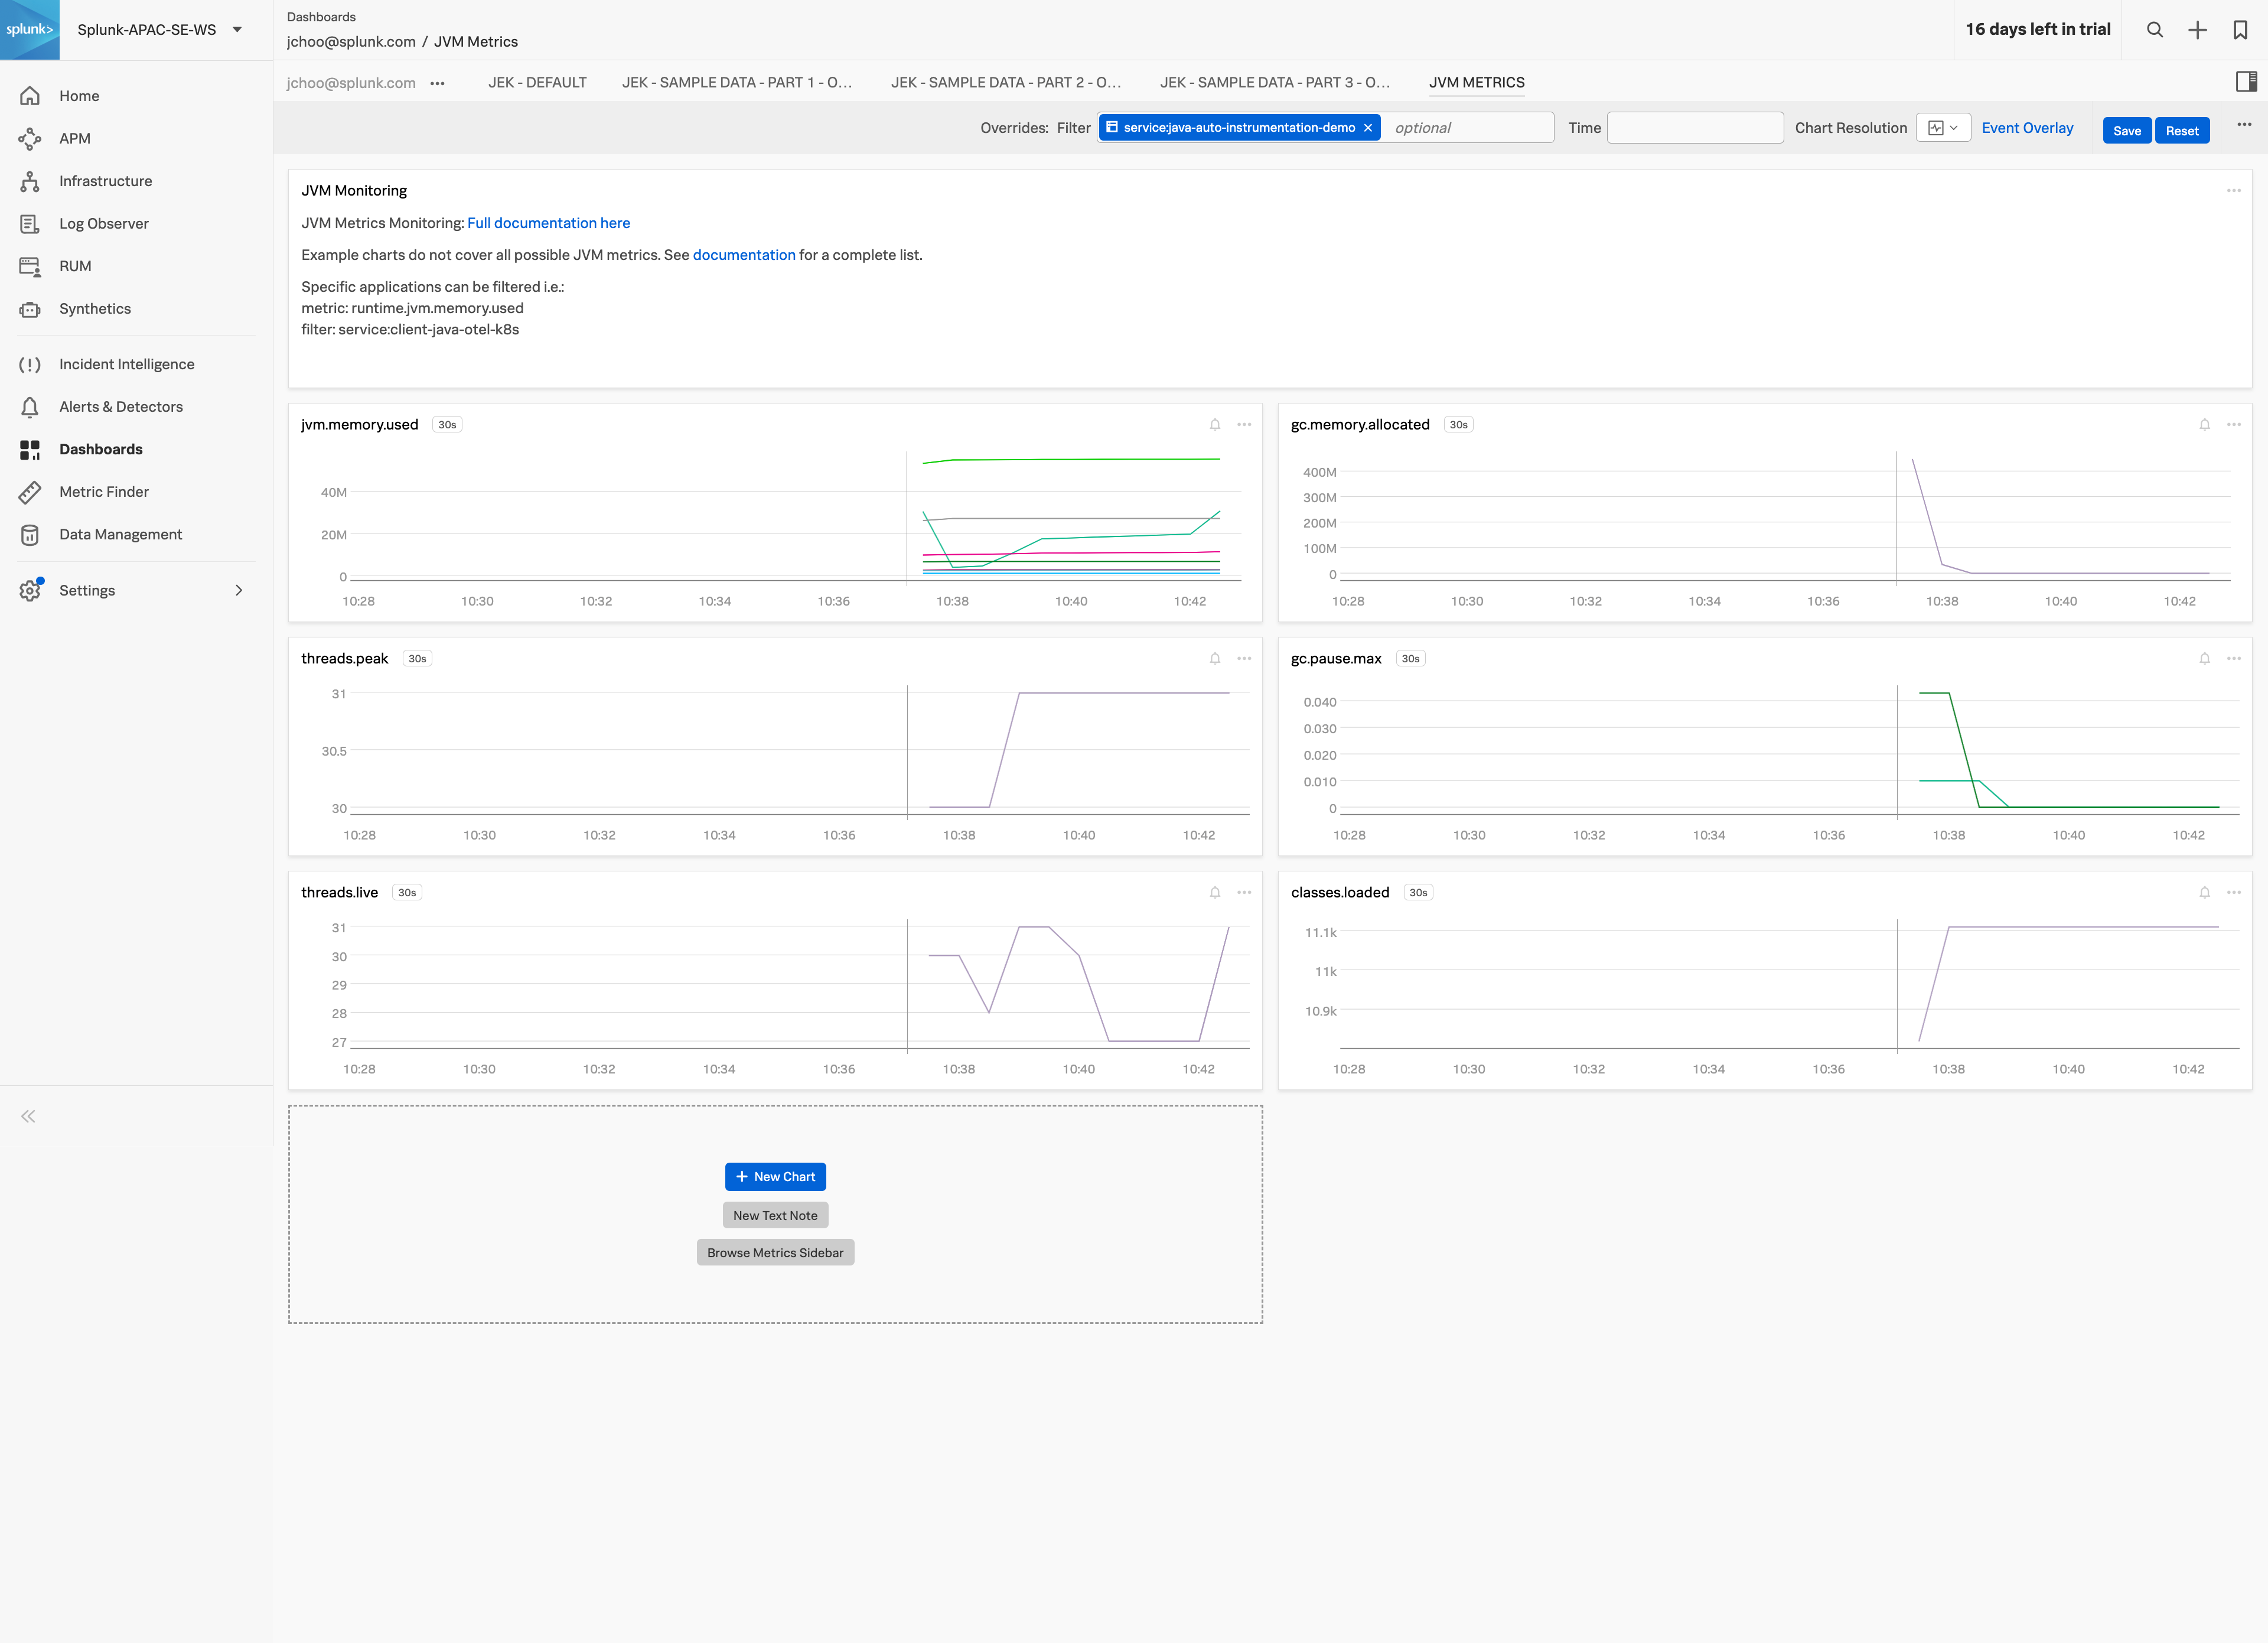 splunk>
Splunk-APAC-SE-WS
Dashboards
jchoo@splunk.com / JVM Metrics
16 days left in trial
Home
APM
Infrastructure
Log Observer
RUM
Synthetics
Incident Intelligence
Alerts & Detectors
Dashboards
Metric Finder
Data Management
Settings
jchoo@splunk.com ••• JEK - DEFAULT JEK - SAMPLE DATA - PART 1 - O... JEK - SAMPLE DATA - PART 2 - O... JEK - SAMPLE DATA - PART 3 - O... JVM METRICS
Overrides: Filter service:java-auto-instrumentation-demo × optional Time Chart Resolution Event Overlay Save Reset
JVM Monitoring
JVM Metrics Monitoring: Full documentation here
Example charts do not cover all possible JVM metrics. See documentation for a complete list.
Specific applications can be filtered i.e.:
metric: runtime.jvm.memory.used
filter: service:client-java-otel-k8s
jvm.memory.used 30s
40M
20M
0
10:28 10:30 10:32 10:34 10:36 10:38 10:40 10:42
gc.memory.allocated 30s
400M
300M
200M
100M
0
10:28 10:30 10:32 10:34 10:36 10:38 10:40 10:42
threads.peak 30s
31
30.5
30
10:28 10:30 10:32 10:34 10:36 10:38 10:40 10:42
gc.pause.max 30s
0.040
0.030
0.020
0.010
0
10:28 10:30 10:32 10:34 10:36 10:38 10:40 10:42
threads.live 30s
31
30
29
28
27
10:28 10:30 10:32 10:34 10:36 10:38 10:40 10:42
classes.loaded 30s
11.1k
11k
10.9k
10:28 10:30 10:32 10:34 10:36 10:38 10:40 10:42
New Chart
New Text Note
Browse Metrics Sidebar